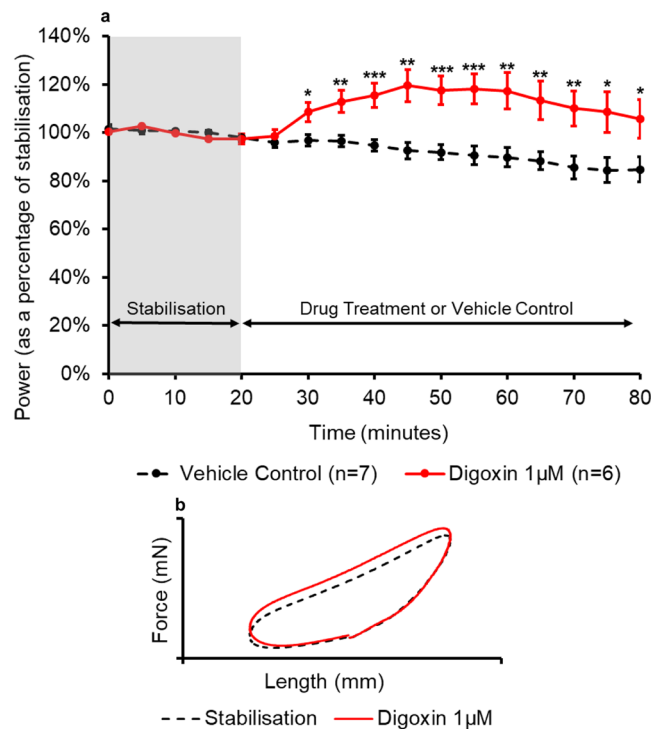 a
140%
120%
100%
80%
60%
40%
20%
0%
Power (as a percentage of stabilisation)
* ** *** ** *** *** ** ** ** * *
Stabilisation
Drug Treatment or Vehicle Control
0 10 20 30 40 50 60 70 80
Time (minutes)
Vehicle Control (n=7) Digoxin 1µM (n=6)
b
Force (mN)
Length (mm)
Stabilisation Digoxin 1µM